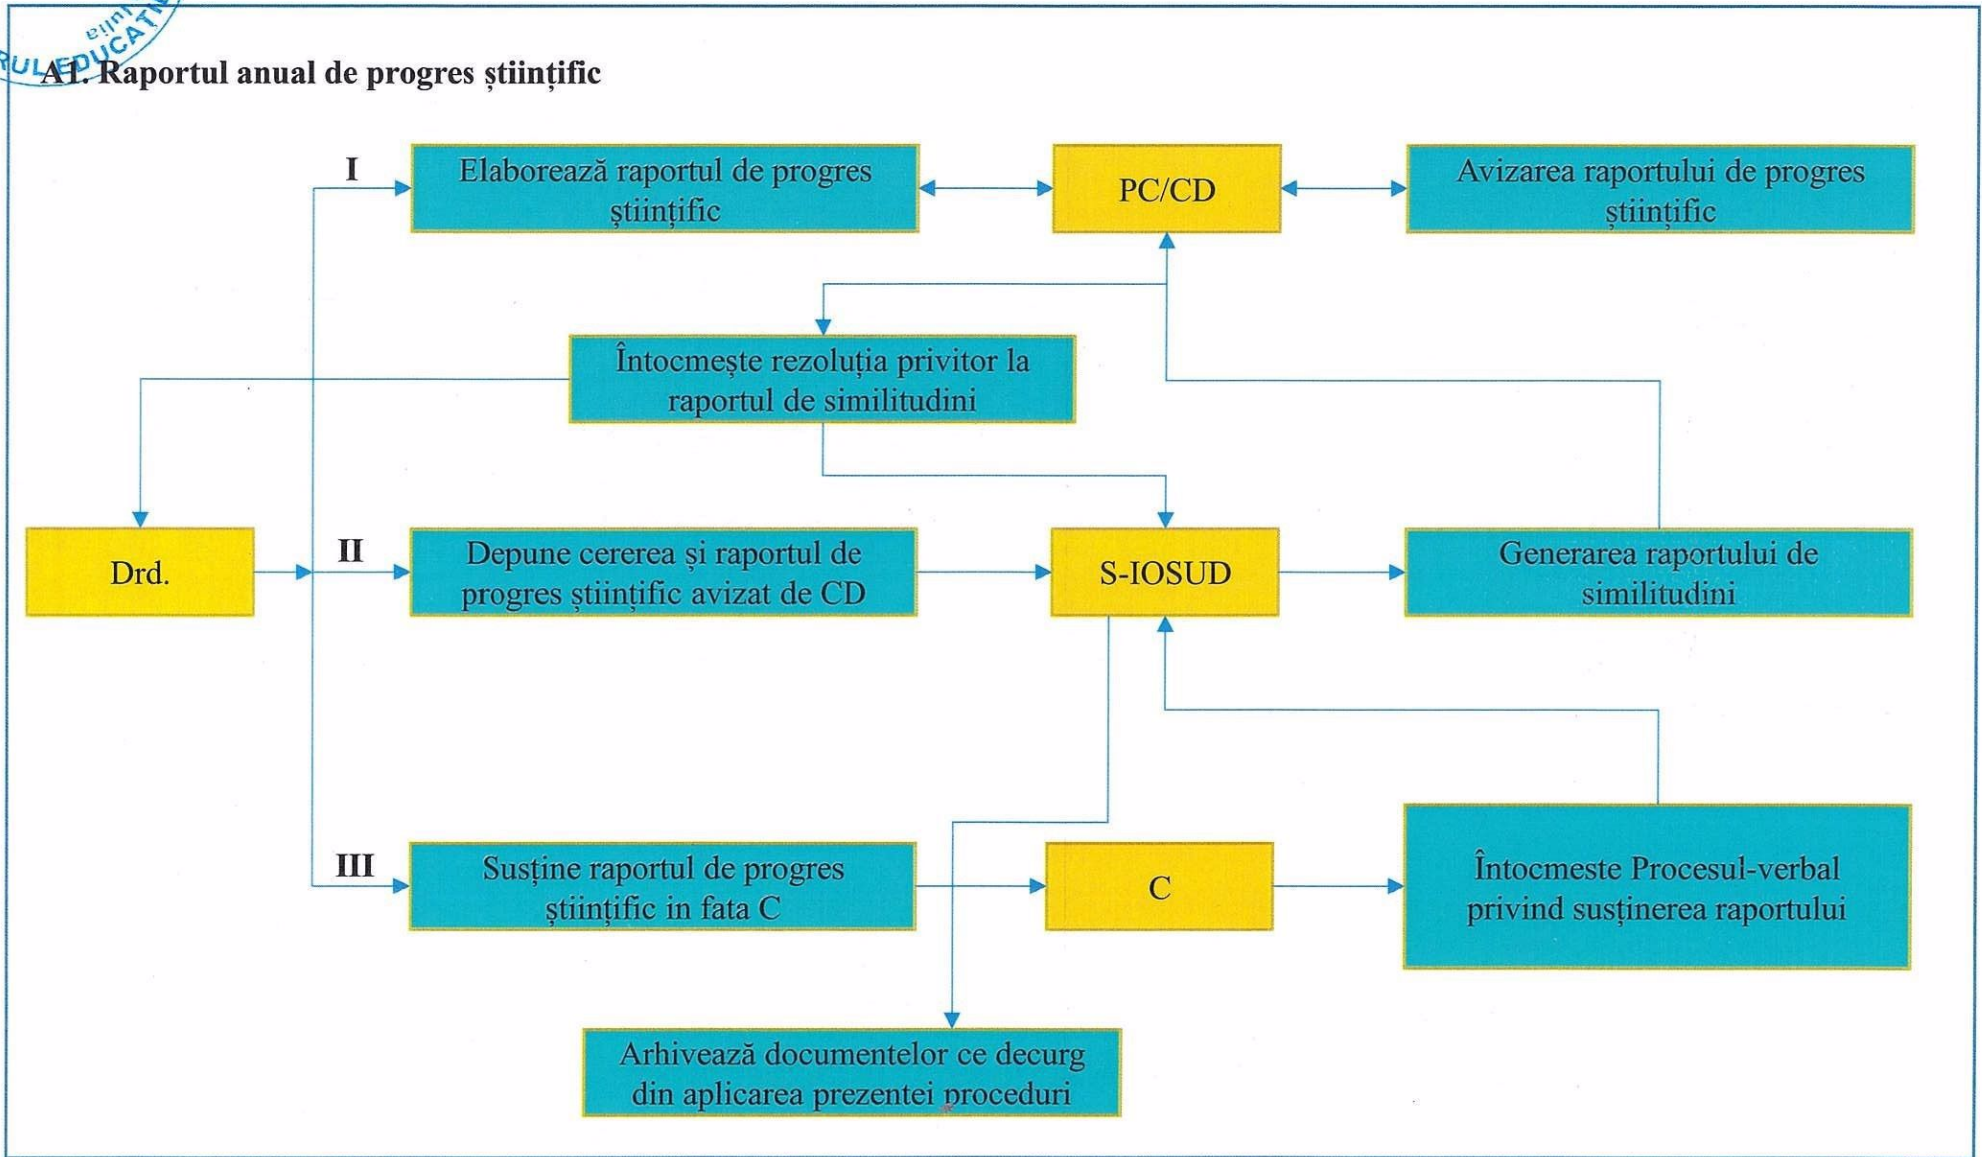 RUL EDUCAȚI
A1. Raportul anual de progres științific
I
Elaborează raportul de progres
științific
PC/CD
Avizarea raportului de progres
științific
Întocmește rezoluția privitor la
raportul de similitudini
Drd.
II
Depune cererea și raportul de
progres științific avizat de CD
S-IOSUD
Generarea raportului de
similitudini
III
Susține raportul de progres
științific in fata C
C
Întocmeste Procesul-verbal
privind susținerea raportului
Arhivează documentelor ce decurg
din aplicarea prezentei proceduri